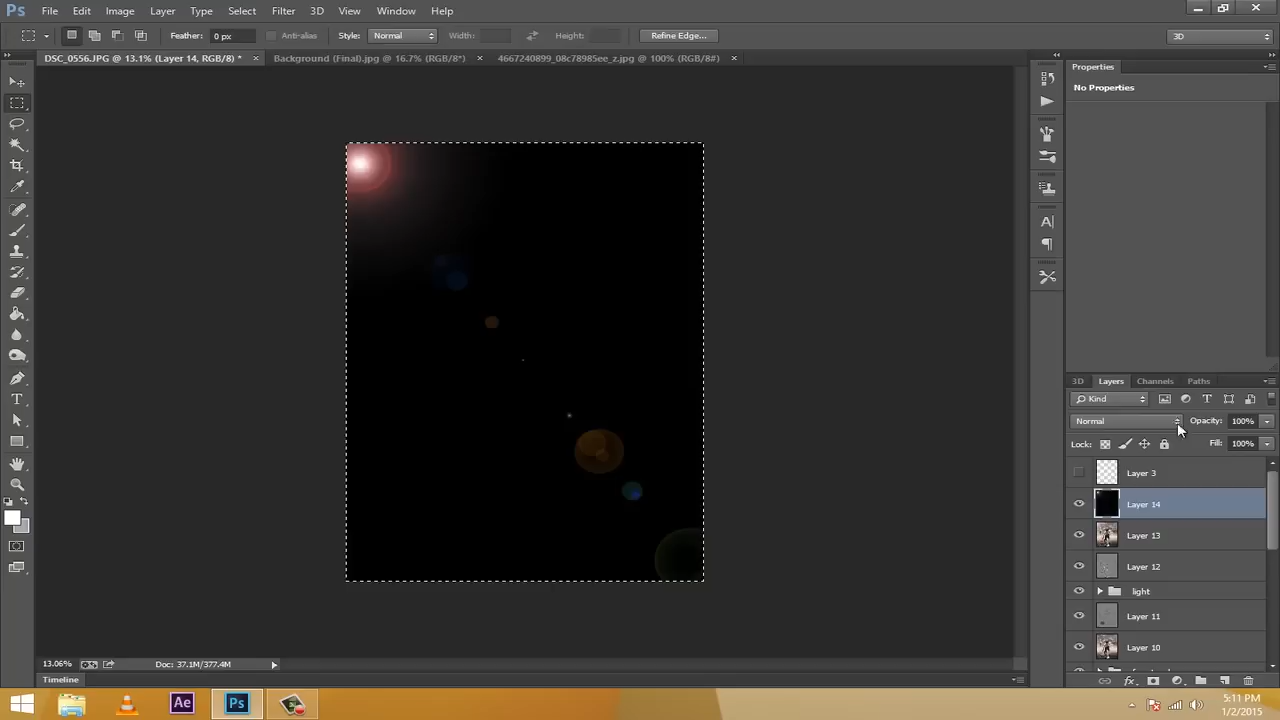 Ps File Edit Image Layer Type Select Filter 3D View Window Help
Feather: 0 px Anti-alias Style: Normal Width: Height: Refine Edge... 3D
DSC_0556.JPG @ 13.1% (Layer 14, RGB/8) * × Background (Final).jpg @ 16.7% (RGB/8*) × 4667240899_08c78985ee_z.jpg @ 100% (RGB/8#) ×
Properties
No Properties
3D Layers Channels Paths
Kind
Normal Opacity: 100%
Lock: Fill: 100%
Layer 3
Layer 14
Layer 13
Layer 12
light
Layer 11
Layer 10
13.06% Doc: 37.1M/377.4M
Timeline
Ae Ps
5:11 PM
1/2/2015